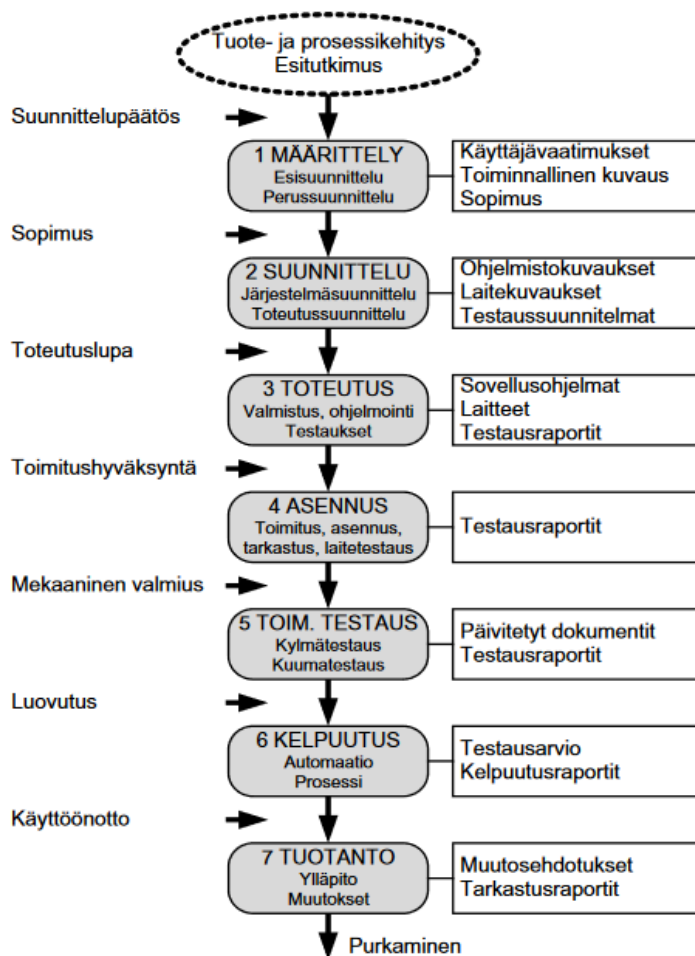 Tuote- ja prosessikehitys
Esitutkimus
Suunnittelupäätös
1 MÄÄRITTELY
Esisuunnittelu
Perussuunnittelu
Käyttäjävaatimukset
Toiminnallinen kuvaus
Sopimus
Sopimus
2 SUUNNITTELU
Järjestelmäsuunnittelu
Toteutussuunnittelu
Ohjelmistokuvaukset
Laitekuvaukset
Testaussuunnitelmat
Toteutuslupa
3 TOTEUTUS
Valmistus, ohjelmointi
Testaukset
Sovellusohjelmat
Laitteet
Testausraportit
Toimitushyväksyntä
4 ASENNUS
Toimitus, asennus,
tarkastus, laitetestaus
Testausraportit
Mekaaninen valmius
5 TOIM. TESTAUS
Kylmätestaus
Kuumatestaus
Päivitetyt dokumentit
Testausraportit
Luovutus
6 KELPUUTUS
Automaatio
Prosessi
Testausarvio
Kelpuutusraportit
Käyttöönotto
7 TUOTANTO
Ylläpito
Muutokset
Muutosehdotukset
Tarkastusraportit
Purkaminen